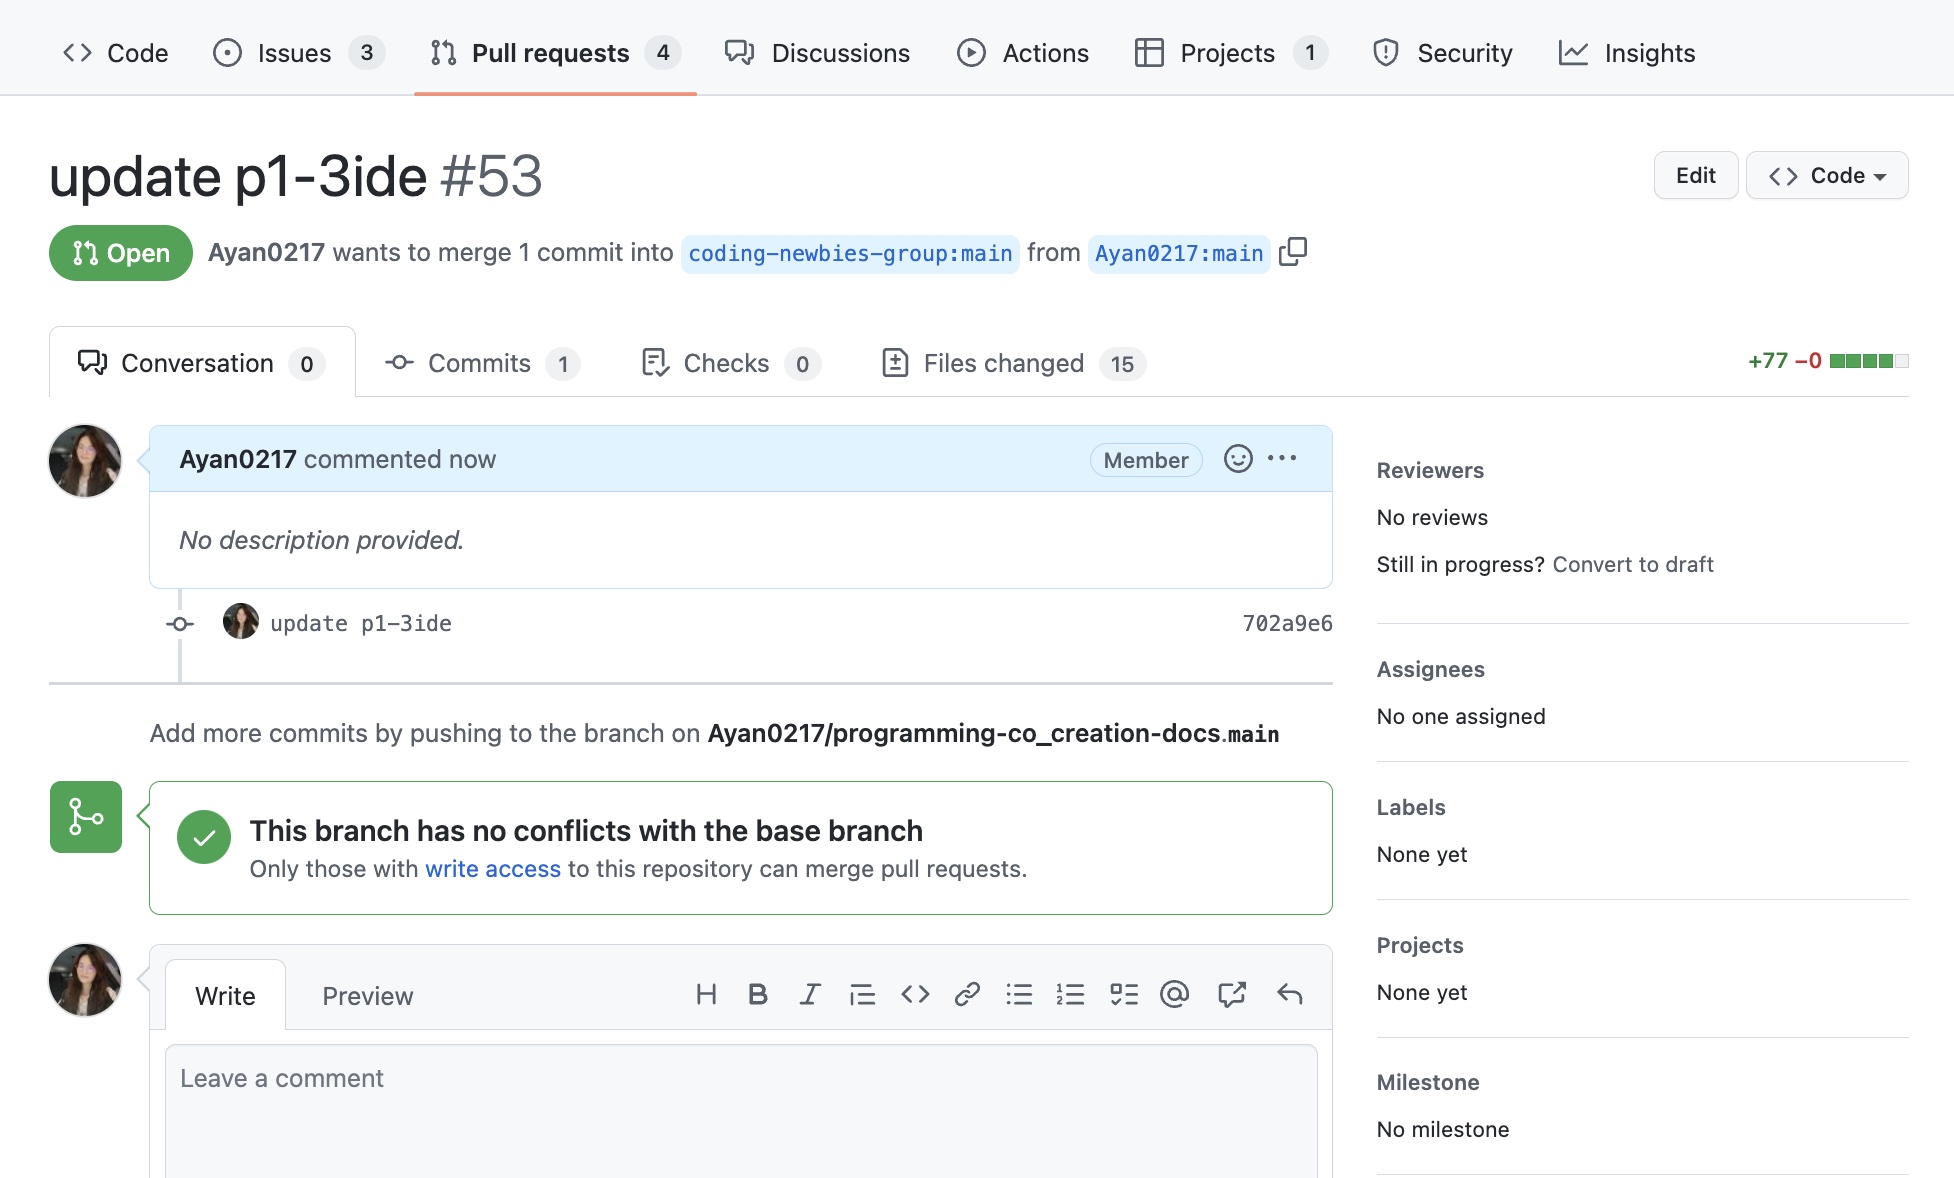 Code Issues 3 Pull requests 4 Discussions Actions Projects 1 Security Insights
update p1-3ide #53
Edit
Code
Open
Ayan0217 wants to merge 1 commit into coding-newbies-group:main from Ayan0217:main
Conversation 0 Commits 1 Checks 0 Files changed 15
+77 −0
Ayan0217 commented now
Member
No description provided.
update p1-3ide
702a9e6
Add more commits by pushing to the branch on Ayan0217/programming-co_creation-docs.main
This branch has no conflicts with the base branch
Only those with write access to this repository can merge pull requests.
Write Preview
Leave a comment
Reviewers
No reviews
Still in progress? Convert to draft
Assignees
No one assigned
Labels
None yet
Projects
None yet
Milestone
No milestone